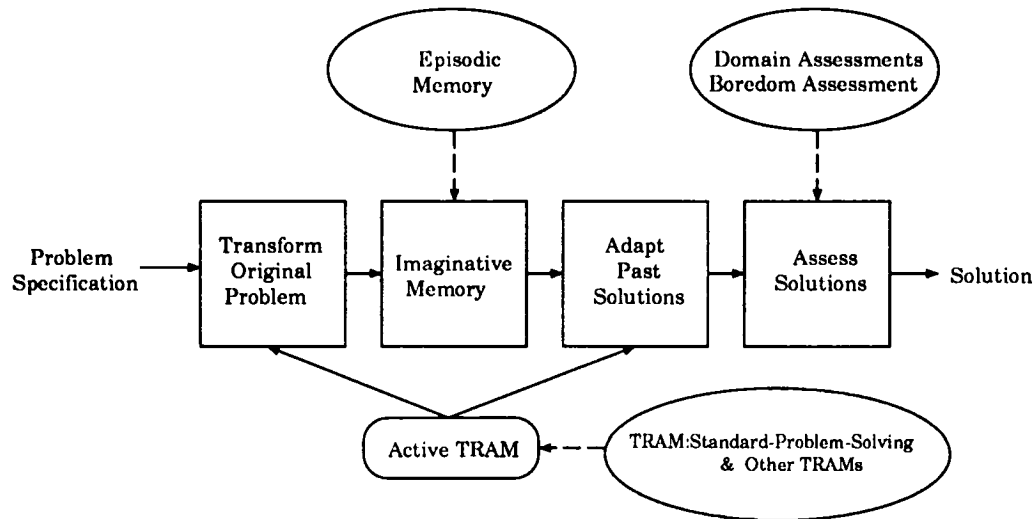 Episodic
Memory
Domain Assessments
Boredom Assessment
Problem
Specification
Transform
Original
Problem
Imaginative
Memory
Adapt
Past
Solutions
Assess
Solutions
Solution
Active TRAM
TRAM:Standard-Problem-Solving
& Other TRAMs